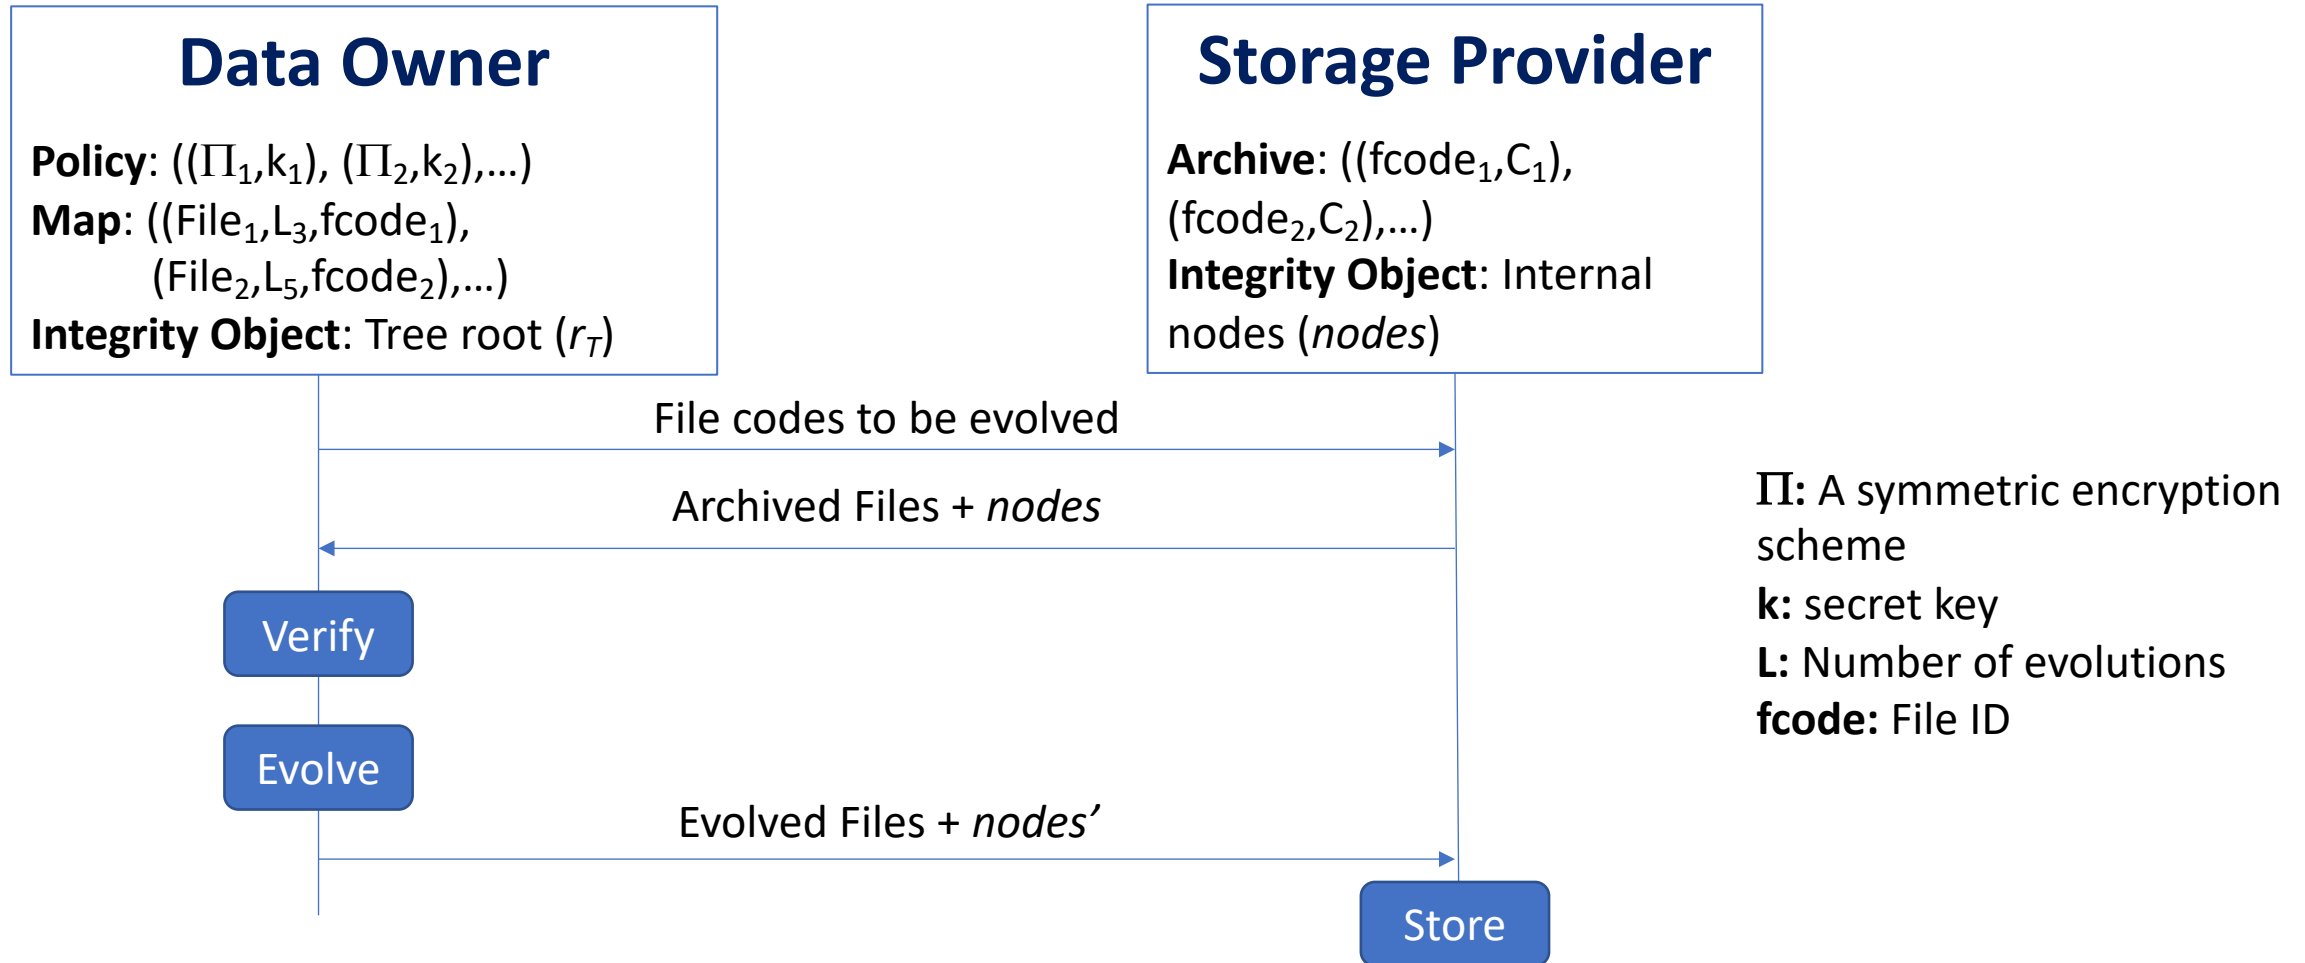 Data Owner
Policy: ((Π₁,k₁), (Π₂,k₂),...)
Map: ((File₁,L₃,fcode₁),
(File₂,L₅,fcode₂),...)
Integrity Object: Tree root (r_T)
Storage Provider
Archive: ((fcode₁,C₁),
(fcode₂,C₂),...)
Integrity Object: Internal
nodes (nodes)
File codes to be evolved
Archived Files + nodes
Verify
Evolve
Evolved Files + nodes’
Store
Π: A symmetric encryption
scheme
k: secret key
L: Number of evolutions
fcode: File ID